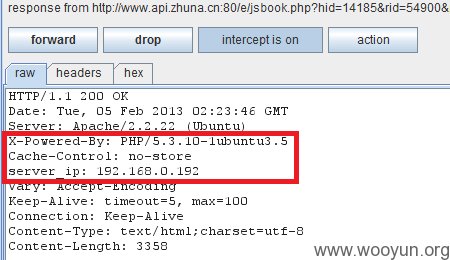 response from http://www.api.zhuna.cn:80/e/jsbook.php?hid=14185&rid=54900&
forward drop intercept is on action
raw headers hex
HTTP/1.1 200 OK
Date: Tue, 05 Feb 2013 02:23:46 GMT
Server: Apache/2.2.22 (Ubuntu)
X-Powered-By: PHP/5.3.10-1ubuntu3.5
Cache-Control: no-store
server_ip: 192.168.0.192
Vary: Accept-Encoding
Keep-Alive: timeout=5, max=100
Connection: Keep-Alive
Content-Type: text/html;charset=utf-8
Content-Length: 3358
www.wooyun.org